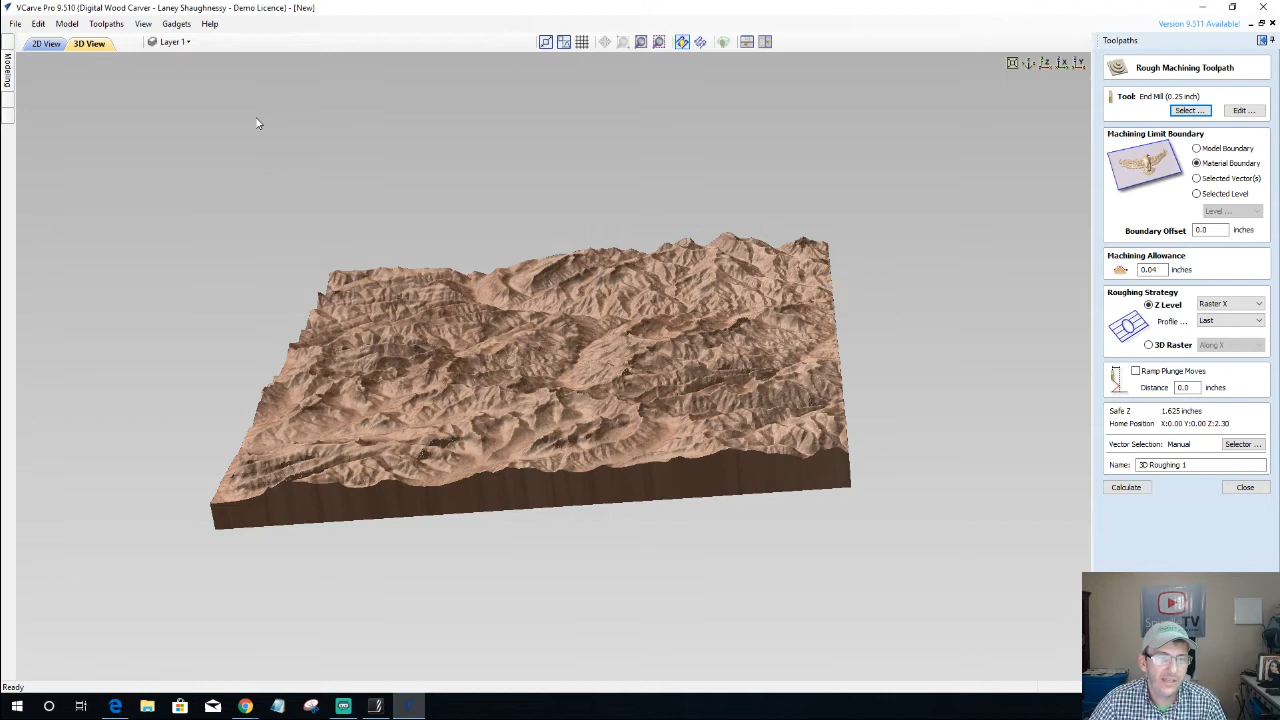 VCarve Pro 9.510 {Digital Wood Carver - Laney Shaughnessy - Demo Licence} - [New]
File Edit Model Toolpaths View Gadgets Help
Version 9.511 Available!
2D View 3D View Layer 1
Modeling
Toolpaths
Rough Machining Toolpath
Tool: End Mill (0.25 inch)
Select ... Edit ...
Machining Limit Boundary
Model Boundary
Material Boundary
Selected Vector(s)
Selected Level
Level ...
Boundary Offset 0.0 inches
Machining Allowance
0.04 inches
Roughing Strategy
Z Level Raster X
Profile ... Last
3D Raster Along X
Ramp Plunge Moves
Distance 0.0 inches
Safe Z 1.625 inches
Home Position X:0.00 Y:0.00 Z:2.30
Vector Selection: Manual Selector ...
Name: 3D Roughing 1
Calculate Close
Ready